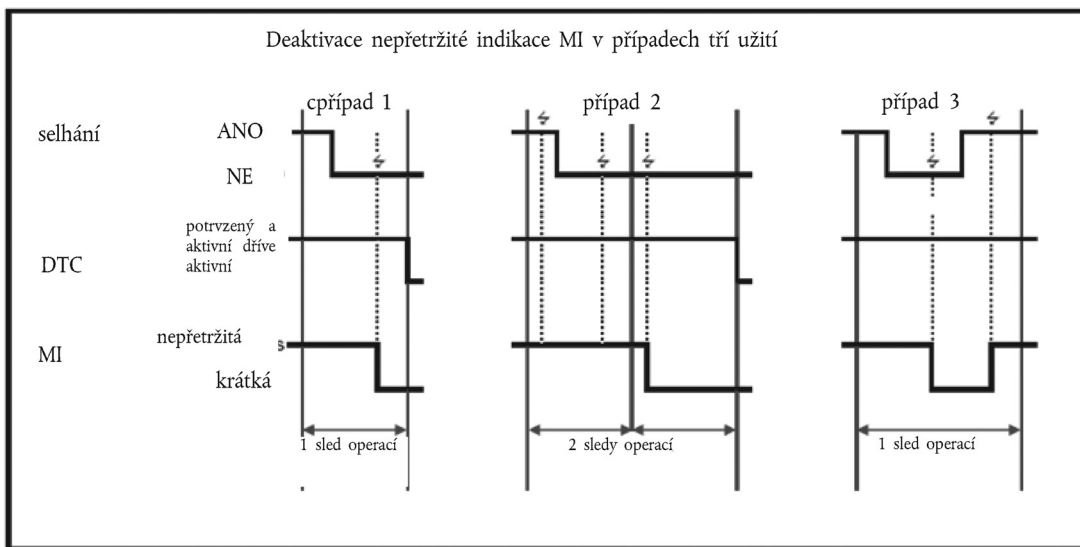 Deaktivace nepřetržité indikace MI v případech tří užití
cpřípad 1
případ 2
případ 3
selhání
ANO
NE
DTC
potrvzený a
aktivní dříve
aktivní
MI
nepřetržitá
s
krátká
1 sled operací
2 sledy operací
1 sled operací